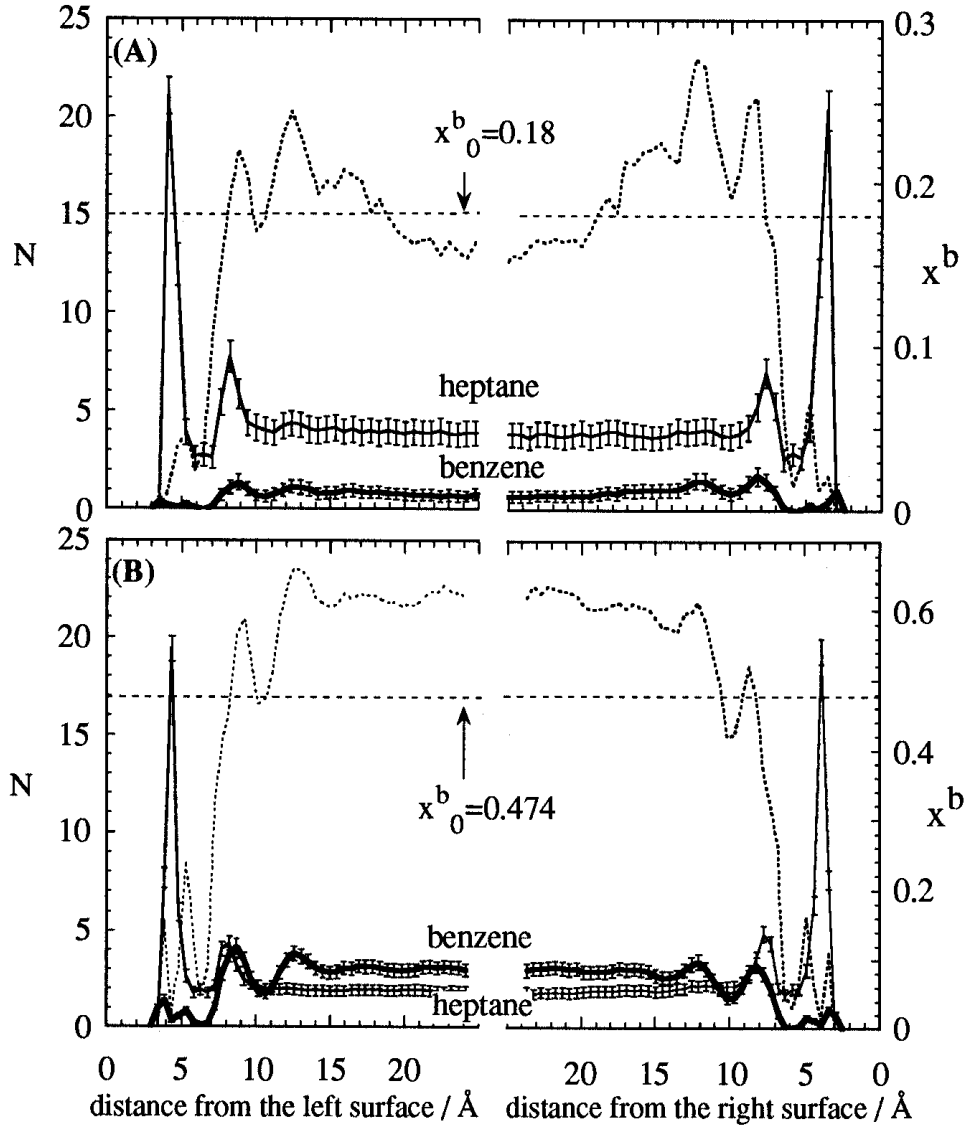 25 (A) 0.3
20
x^b_0=0.18
0.2
15
N x^b
10
0.1
heptane
5
benzene
0 0
25 (B)
20 0.6
15
0.4
N x^b_0=0.474 x^b
10
0.2
5 benzene
heptane
0 0
0 5 10 15 20 20 15 10 5 0
distance from the left surface / Å distance from the right surface / Å